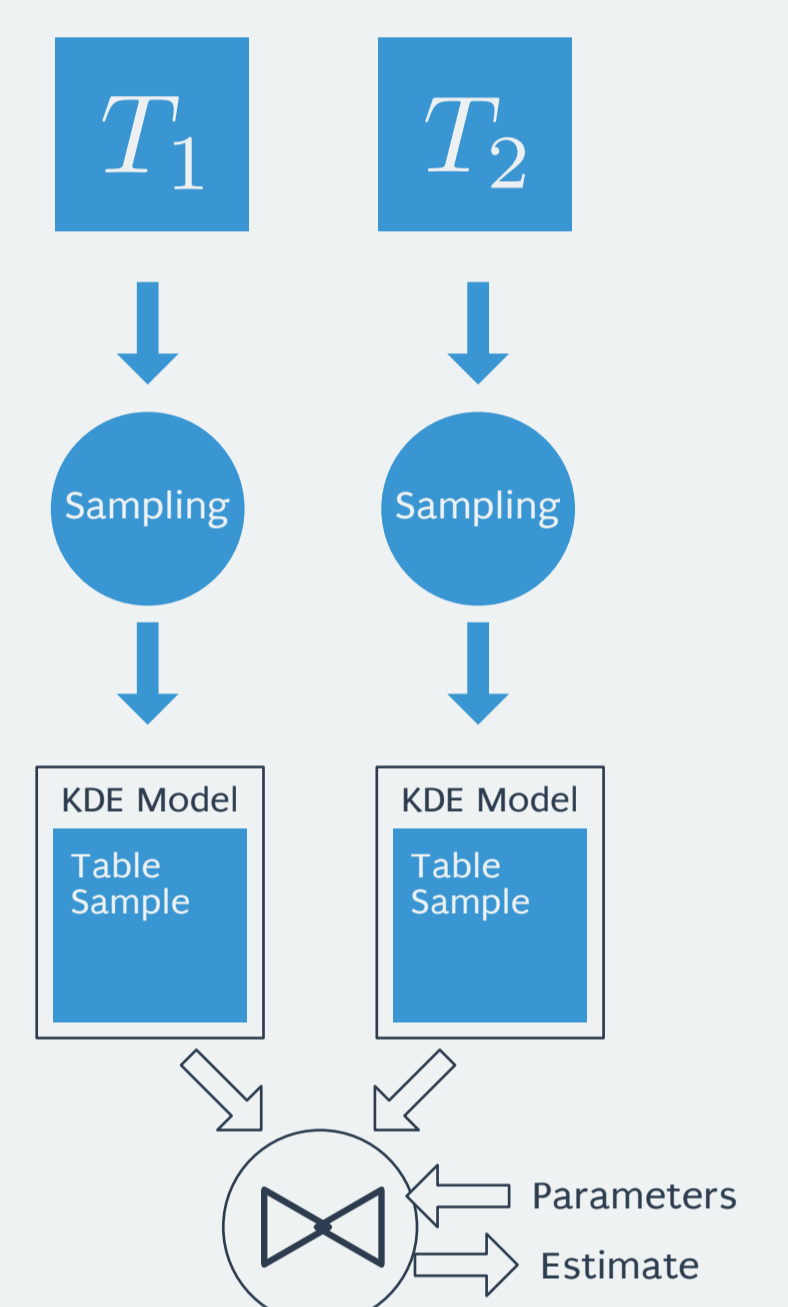 T₁
T₂
Sampling
Sampling
KDE Model
Table
Sample
KDE Model
Table
Sample
⋈
Parameters
Estimate